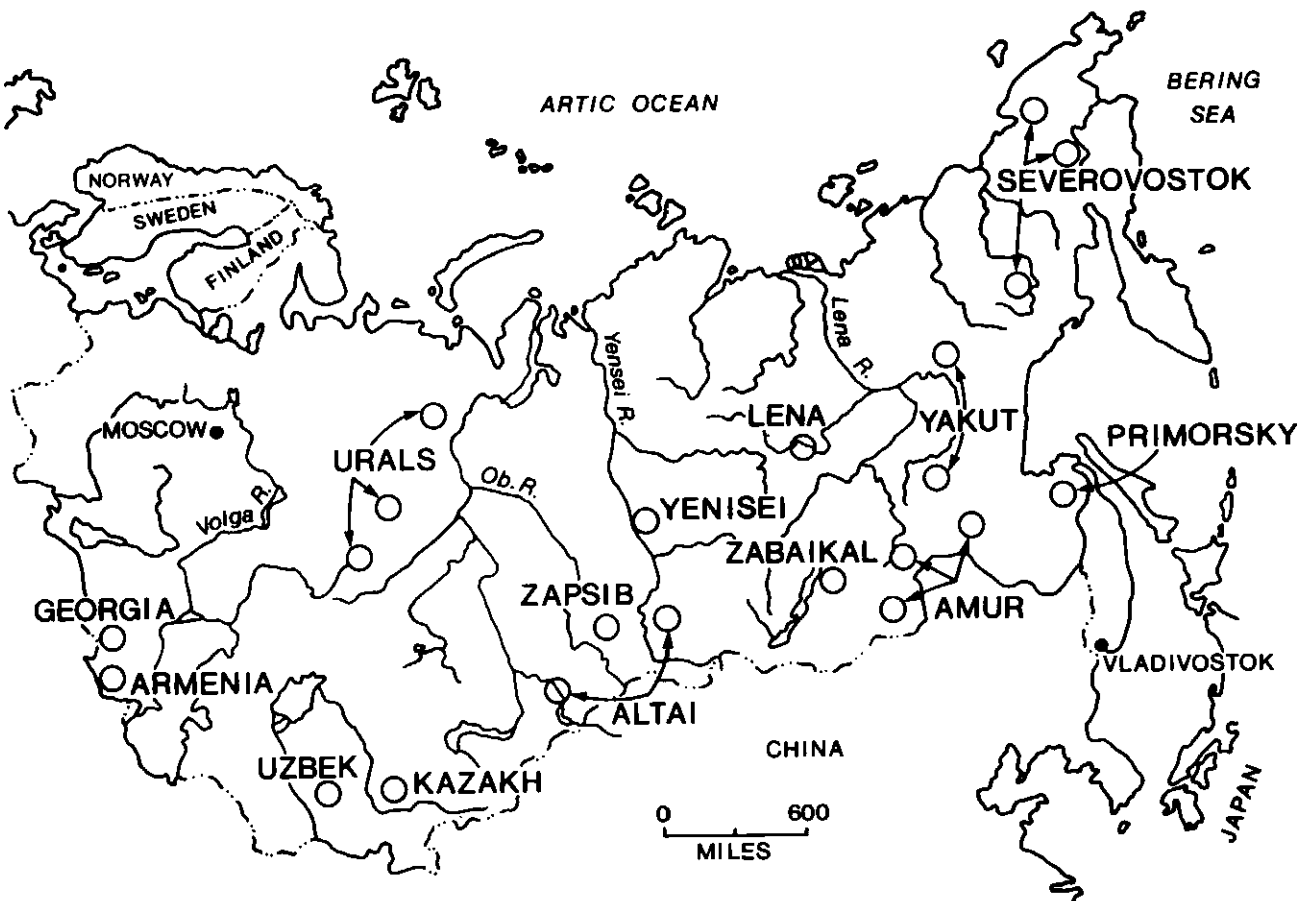 ARTIC OCEAN
BERING
SEA
NORWAY
SWEDEN
FINLAND
SEVEROVOSTOK
Lena R.
Yensei R.
LENA
YAKUT
PRIMORSKY
MOSCOW
URALS
Ob. R.
Volga R.
YENISEI
ZABAIKAL
ZAPSIB
AMUR
GEORGIA
ARMENIA
VLADIVOSTOK
ALTAI
CHINA
UZBEK
KAZAKH
JAPAN
0 600
MILES